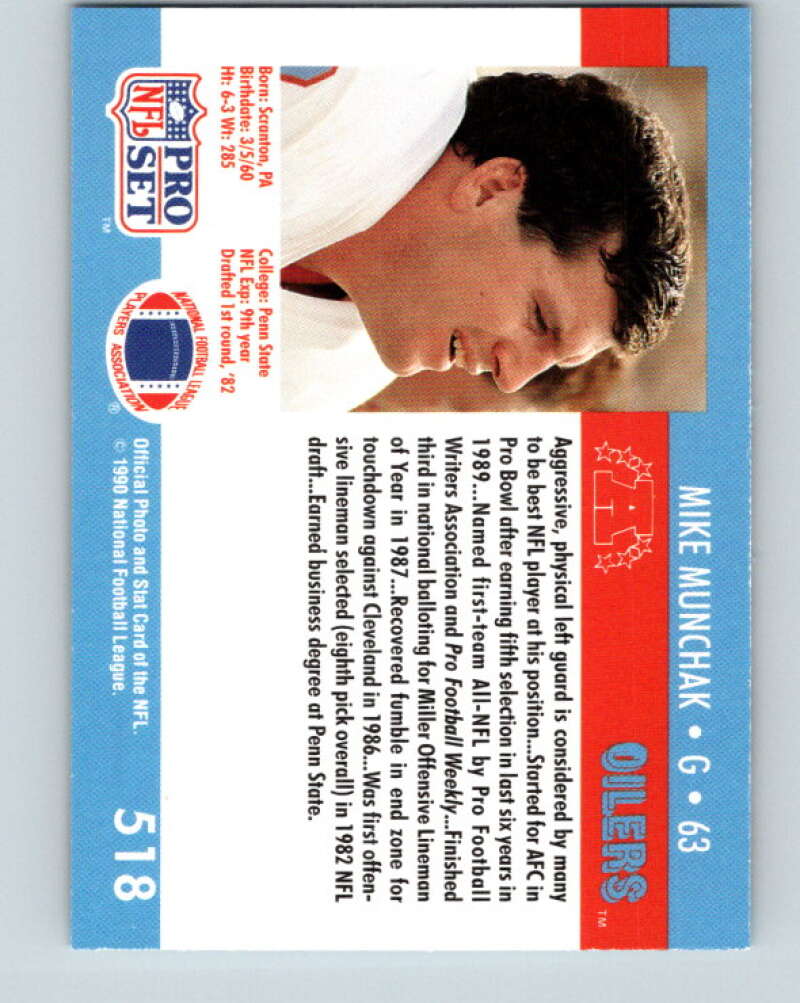 MIKE MUNCHAK • G • 63
A
OILERS™
Aggressive, physical left guard is considered by many
to be best NFL player at his position...Started for AFC in
Pro Bowl after earning fifth selection in last six years in
1989...Named first-team All-NFL by Pro Football
Writers Association and Pro Football Weekly...Finished
third in national balloting for Miller Offensive Lineman
of Year in 1987...Recovered fumble in end zone for
touchdown against Cleveland in 1986...Was first offen-
sive lineman selected (eighth pick overall) in 1982 NFL
draft...Earned business degree at Penn State.
Born: Scranton, PA
Birthdate: 3/5/60
Ht: 6-3 Wt: 285
College: Penn State
NFL Exp: 9th year
Drafted 1st round, '82
PRO
NFL SET™
NATIONAL FOOTBALL LEAGUE
PLAYERS ASSOCIATION®
Official Photo and Stat Card of the NFL.
© 1990 National Football League.
518